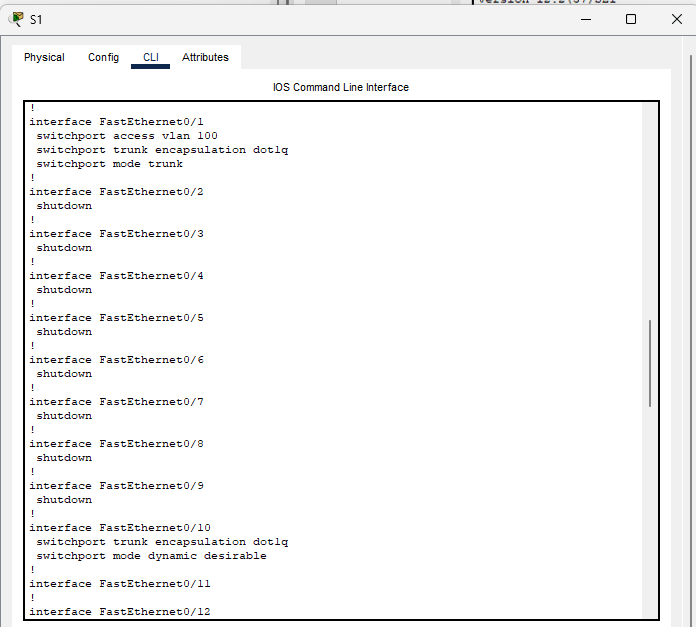 S1
Physical Config CLI Attributes
IOS Command Line Interface
!
interface FastEthernet0/1
switchport access vlan 100
switchport trunk encapsulation dot1q
switchport mode trunk
!
interface FastEthernet0/2
shutdown
!
interface FastEthernet0/3
shutdown
!
interface FastEthernet0/4
shutdown
!
interface FastEthernet0/5
shutdown
!
interface FastEthernet0/6
shutdown
!
interface FastEthernet0/7
shutdown
!
interface FastEthernet0/8
shutdown
!
interface FastEthernet0/9
shutdown
!
interface FastEthernet0/10
switchport trunk encapsulation dot1q
switchport mode dynamic desirable
!
interface FastEthernet0/11
!
interface FastEthernet0/12